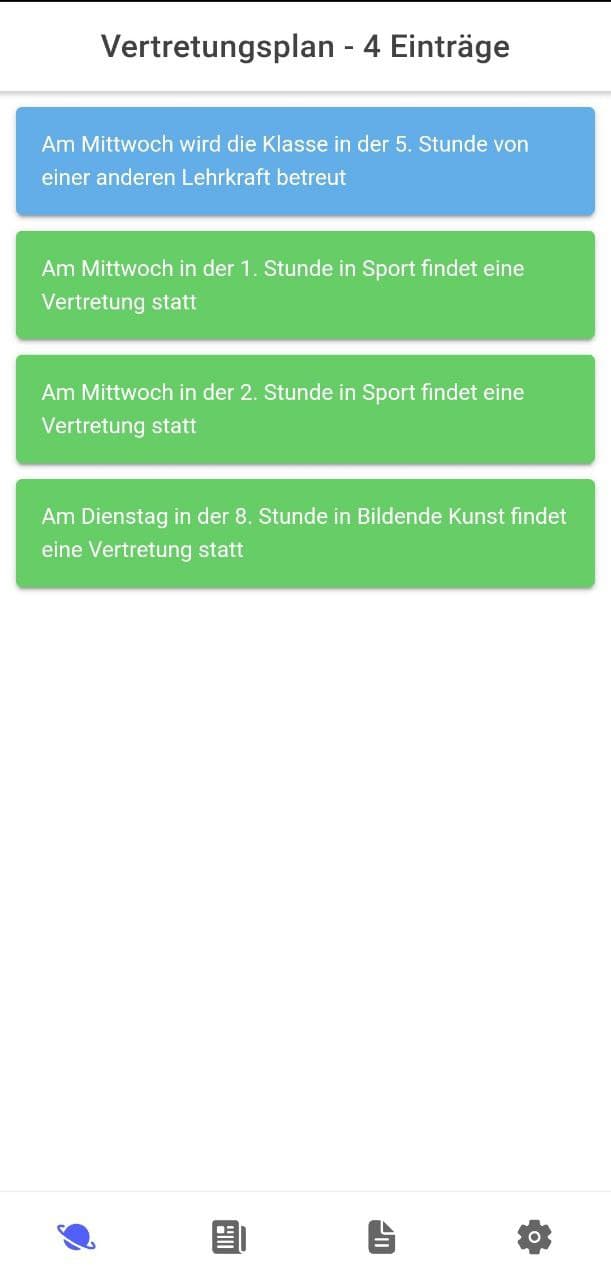 Vertretungsplan - 4 Einträge
Am Mittwoch wird die Klasse in der 5. Stunde von
einer anderen Lehrkraft betreut
Am Mittwoch in der 1. Stunde in Sport findet eine
Vertretung statt
Am Mittwoch in der 2. Stunde in Sport findet eine
Vertretung statt
Am Dienstag in der 8. Stunde in Bildende Kunst findet
eine Vertretung statt